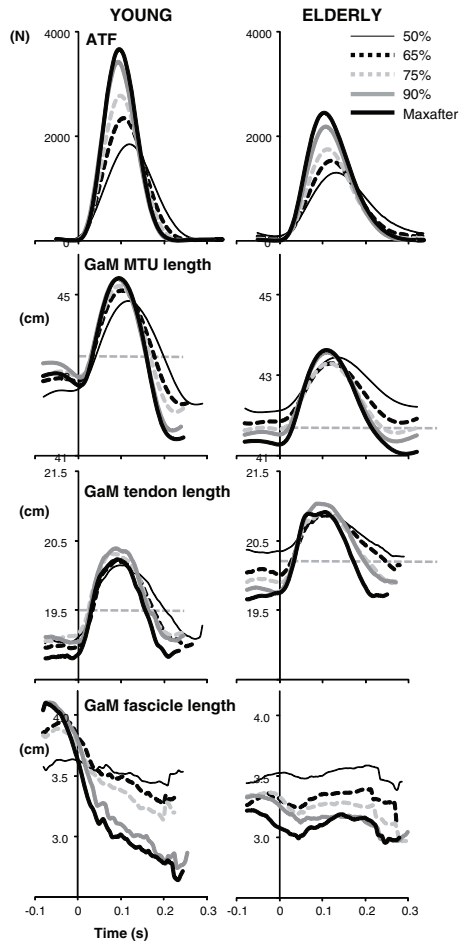 YOUNG
ELDERLY
(N)
4000
ATF
2000
0
4000
2000
0
50%
65%
75%
90%
Maxafter
GaM MTU length
(cm)
45
41
45
43
41
GaM tendon length
(cm)
21.5
20.5
19.5
21.5
20.5
19.5
GaM fascicle length
(cm)
4.0
3.5
3.0
4.0
3.5
3.0
-0.1 0 0.1 0.2 0.3
-0.1 0 0.1 0.2 0.3
Time (s)